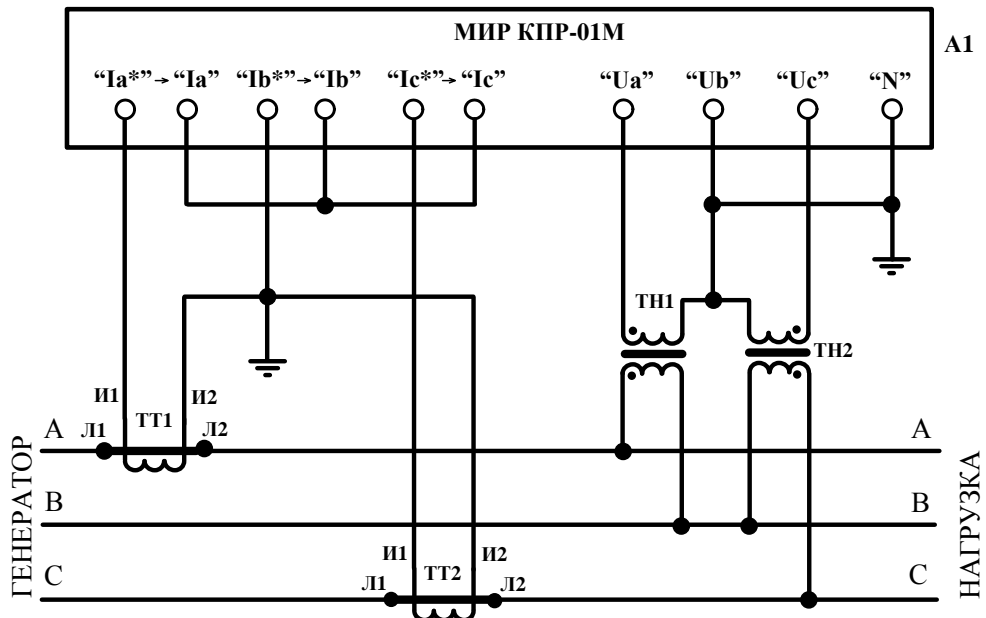 МИР КПР-01М
А1
“Ia*”→“Ia” “Ib*”→“Ib” “Ic*”→“Ic” “Ua” “Ub” “Uc” “N”
ТН1
ТН2
И1 И2
ТТ1
Л1 Л2
А А
В В
И1 И2
ТТ2
Л1 Л2
С С
ГЕНЕРАТОР
НАГРУЗКА